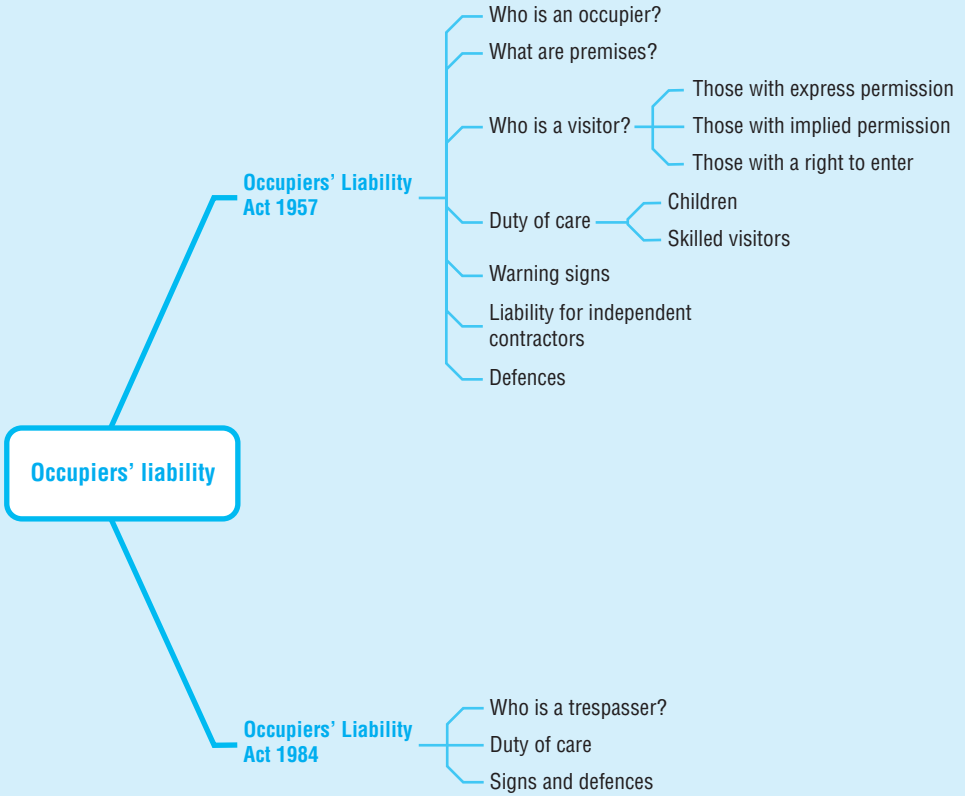 Occupiers’ liability
Occupiers’ Liability
Act 1957
Who is an occupier?
What are premises?
Who is a visitor?
Those with express permission
Those with implied permission
Those with a right to enter
Duty of care
Children
Skilled visitors
Warning signs
Liability for independent
contractors
Defences
Occupiers’ Liability
Act 1984
Who is a trespasser?
Duty of care
Signs and defences